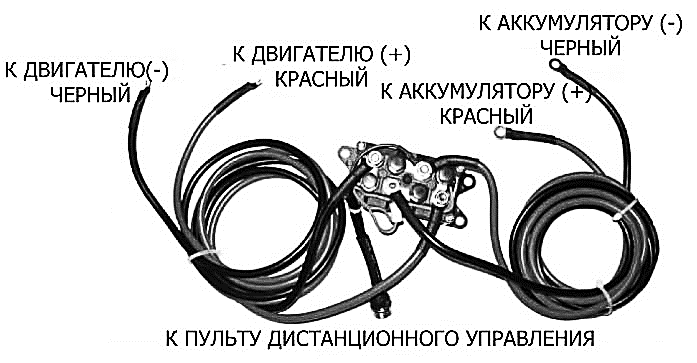 К АККУМУЛЯТОРУ (-)
ЧЕРНЫЙ
К ДВИГАТЕЛЮ (+)
КРАСНЫЙ
К ДВИГАТЕЛЮ(-)
ЧЕРНЫЙ
К АККУМУЛЯТОРУ (+)
КРАСНЫЙ
К ПУЛЬТУ ДИСТАНЦИОННОГО УПРАВЛЕНИЯ